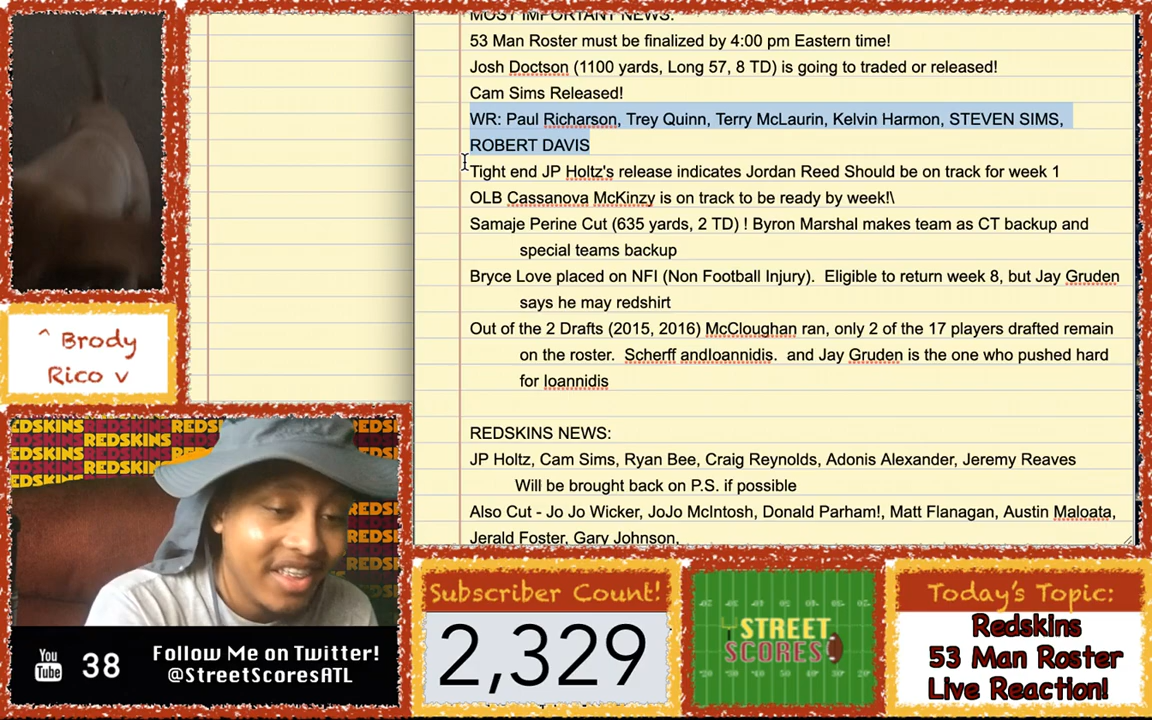 MOST IMPORTANT NEWS:
53 Man Roster must be finalized by 4:00 pm Eastern time!
Josh Doctson (1100 yards, Long 57, 8 TD) is going to traded or released!
Cam Sims Released!
WR: Paul Richarson, Trey Quinn, Terry McLaurin, Kelvin Harmon, STEVEN SIMS,
ROBERT DAVIS
Tight end JP Holtz's release indicates Jordan Reed Should be on track for week 1
OLB Cassanova McKinzy is on track to be ready by week!\
Samaje Perine Cut (635 yards, 2 TD) ! Byron Marshal makes team as CT backup and
special teams backup
Bryce Love placed on NFI (Non Football Injury).  Eligible to return week 8, but Jay Gruden
says he may redshirt
Out of the 2 Drafts (2015, 2016) McCloughan ran, only 2 of the 17 players drafted remain
on the roster.  Scherff andIoannidis.  and Jay Gruden is the one who pushed hard
for Ioannidis
REDSKINS NEWS:
JP Holtz, Cam Sims, Ryan Bee, Craig Reynolds, Adonis Alexander, Jeremy Reaves
Will be brought back on P.S. if possible
Also Cut - Jo Jo Wicker, JoJo McIntosh, Donald Parham!, Matt Flanagan, Austin Maloata,
Jerald Foster, Gary Johnson,
^ Brody
Rico v
REDSKINS REDSKINS
REDSKINS
You Tube 38
Follow Me on Twitter!
@StreetScoresATL
Subscriber Count!
2,329
STREET
SCORES
Today's Topic:
Redskins
53 Man Roster
Live Reaction!